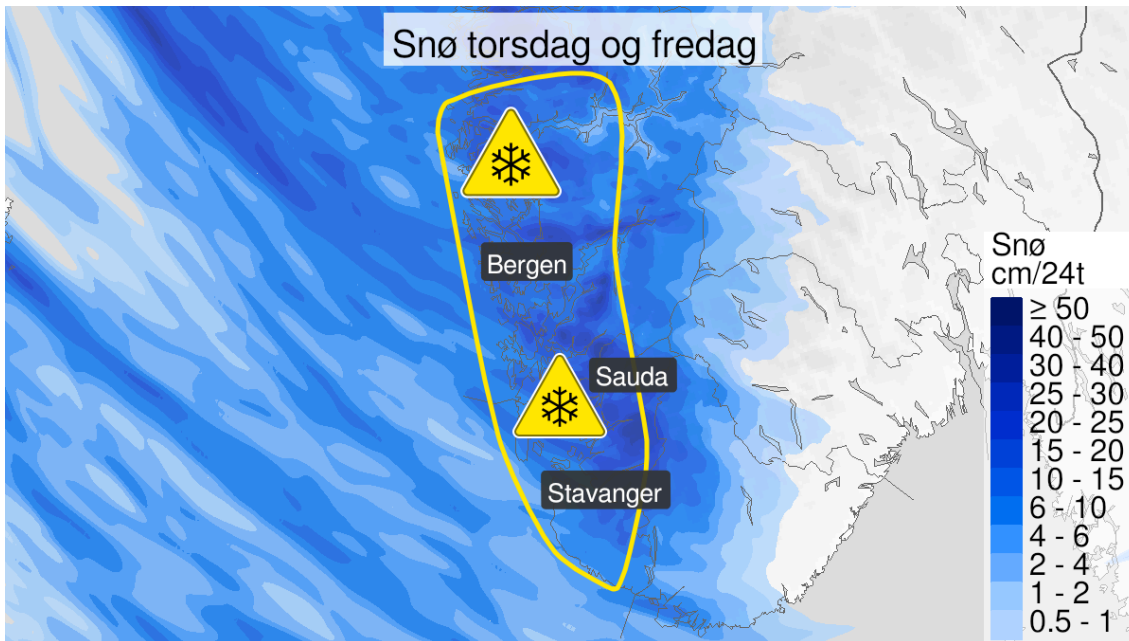 Snø torsdag og fredag
Bergen
Sauda
Stavanger
Snø
cm/24t
≥ 50
40 - 50
30 - 40
25 - 30
20 - 25
15 - 20
10 - 15
6 - 10
4 - 6
2 - 4
1 - 2
0.5 - 1